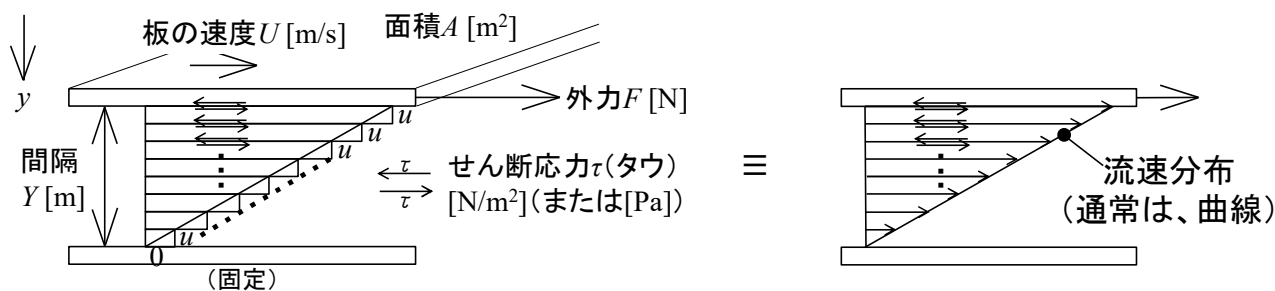 板の速度U [m/s]
面積A [m²]
y
外力F [N]
間隔
Y [m]
u
u
u
τ
τ
せん断応力τ(タウ)
[N/m²](または[Pa])
u
0
(固定)
≡
流速分布
(通常は、曲線)